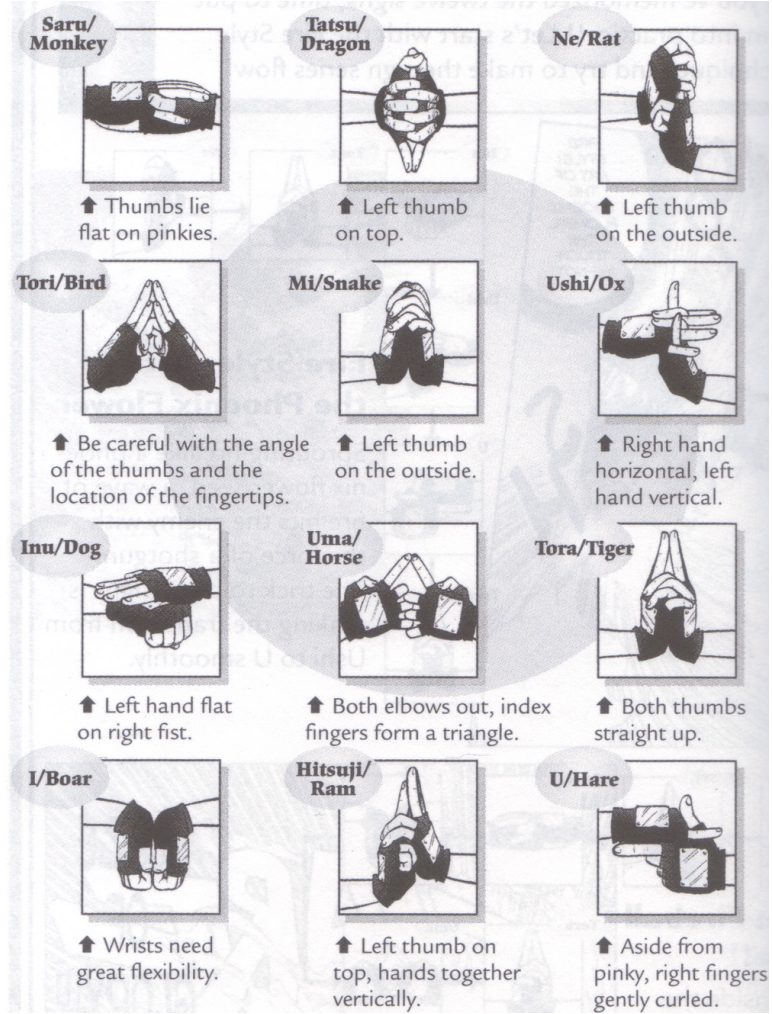 Saru/
Monkey
Thumbs lie
flat on pinkies.
Tatsu/
Dragon
Left thumb
on top.
Ne/Rat
Left thumb
on the outside.
Tori/Bird
Be careful with the angle
of the thumbs and the
location of the fingertips.
Mi/Snake
Left thumb
on the outside.
Ushi/Ox
Right hand
horizontal, left
hand vertical.
Inu/Dog
Left hand flat
on right fist.
Uma/
Horse
Both elbows out, index
fingers form a triangle.
Tora/Tiger
Both thumbs
straight up.
I/Boar
Wrists need
great flexibility.
Hitsuji/
Ram
Left thumb on
top, hands together
vertically.
U/Hare
Aside from
pinky, right fingers
gently curled.